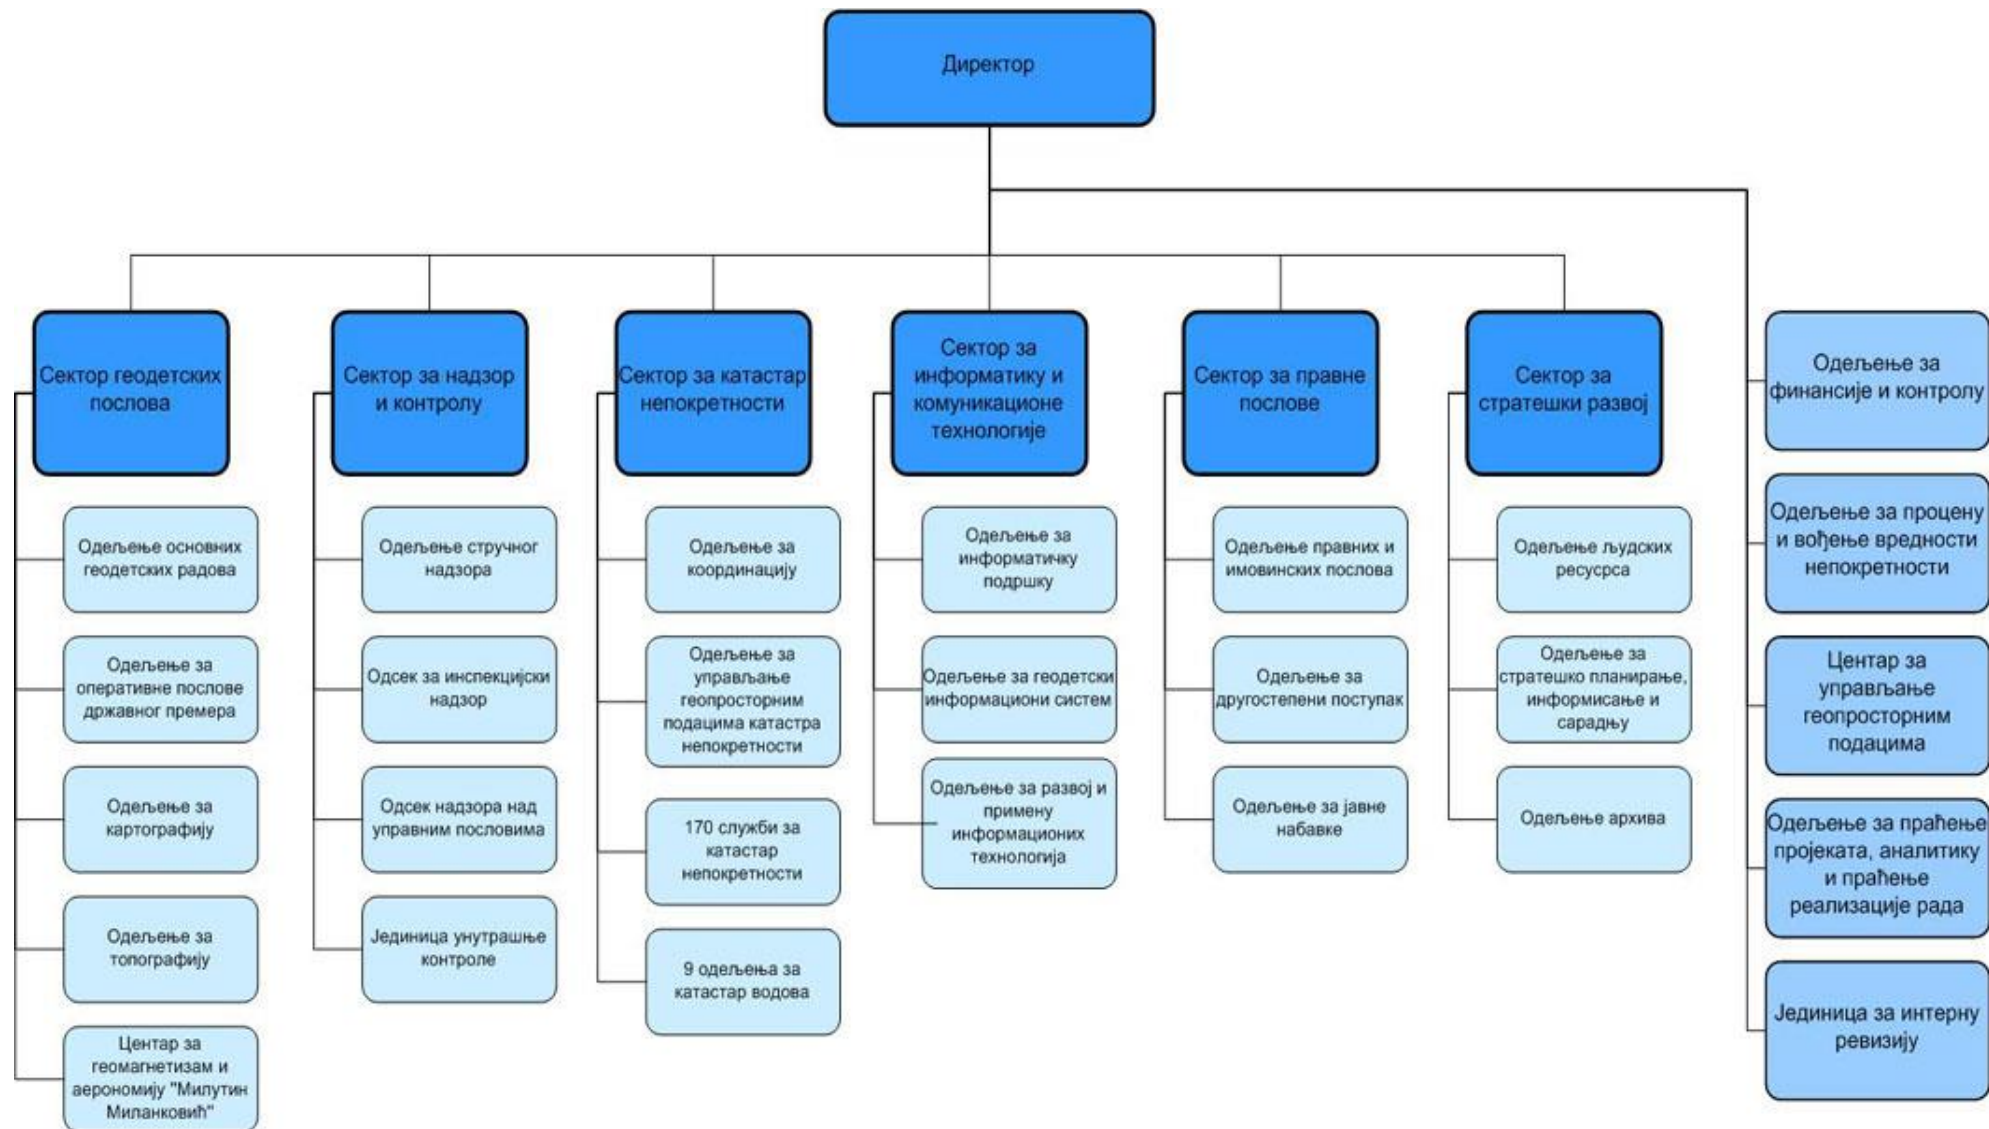 Директор
Сектор геодетских
послова
Одељење основних
геодетских радова
Одељење за
оперативне послове
државног премера
Одељење за
картографију
Одељење за
топографију
Центар за
геомагнетизам и
аерономију "Милутин
Миланковић"
Сектор за надзор
и контролу
Одељење стручног
надзора
Одсек за инспекцијски
надзор
Одсек надзора над
управним пословима
Јединица унутрашње
контроле
Сектор за катастар
непокретности
Одељење за
координацију
Одељење за
управљање
геопросторним
подацима катастра
непокретности
170 служби за
катастар
непокретности
9 одељења за
катастар водова
Сектор за
информатику и
комуникационе
технологије
Одељење за
информатичку
подршку
Одељење за геодетски
информациони систем
Одељење за развој и
примену
информационих
технологија
Сектор за правне
послове
Одељење правних и
имовинских послова
Одељење за
другостепени поступак
Одељење за јавне
набавке
Сектор за
стратешки развој
Одељење људских
ресусрса
Одељење за
стратешко планирање,
информисање и
сарадњу
Одељење архива
Одељење за
финансије и контролу
Одељење за процену
и вођење вредности
непокретности
Центар за
управљање
геопросторним
подацима
Одељење за праћење
пројеката, аналитику
и праћење
реализације рада
Јединица за интерну
ревизију